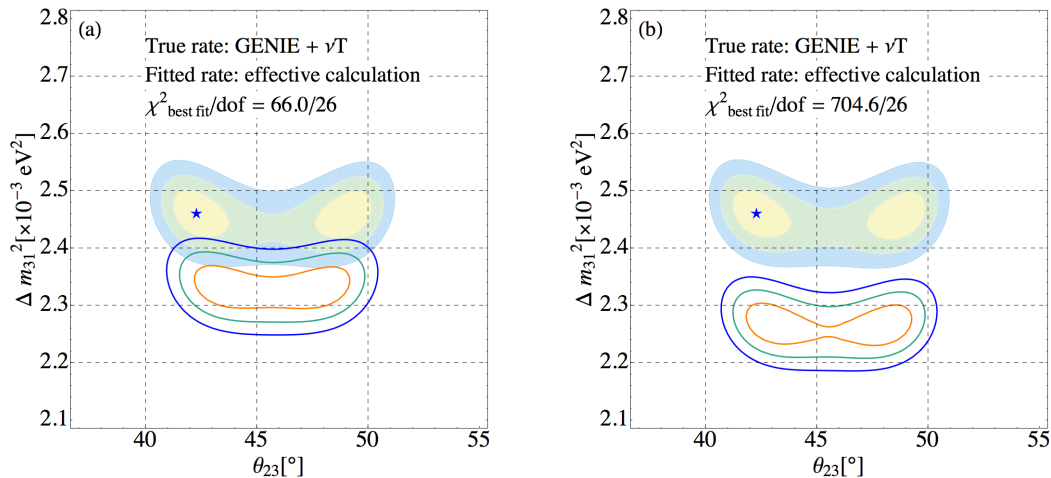 (a)
True rate: GENIE + νT
Fitted rate: effective calculation
χ²best fit/dof = 66.0/26
2.8
2.7
2.6
2.5
2.4
2.3
2.2
2.1
Δ m₃₁²[×10⁻³ eV²]
40 45 50 55
θ₂₃[°]
(b)
True rate: GENIE + νT
Fitted rate: effective calculation
χ²best fit/dof = 704.6/26
2.8
2.7
2.6
2.5
2.4
2.3
2.2
2.1
Δ m₃₁²[×10⁻³ eV²]
40 45 50 55
θ₂₃[°]